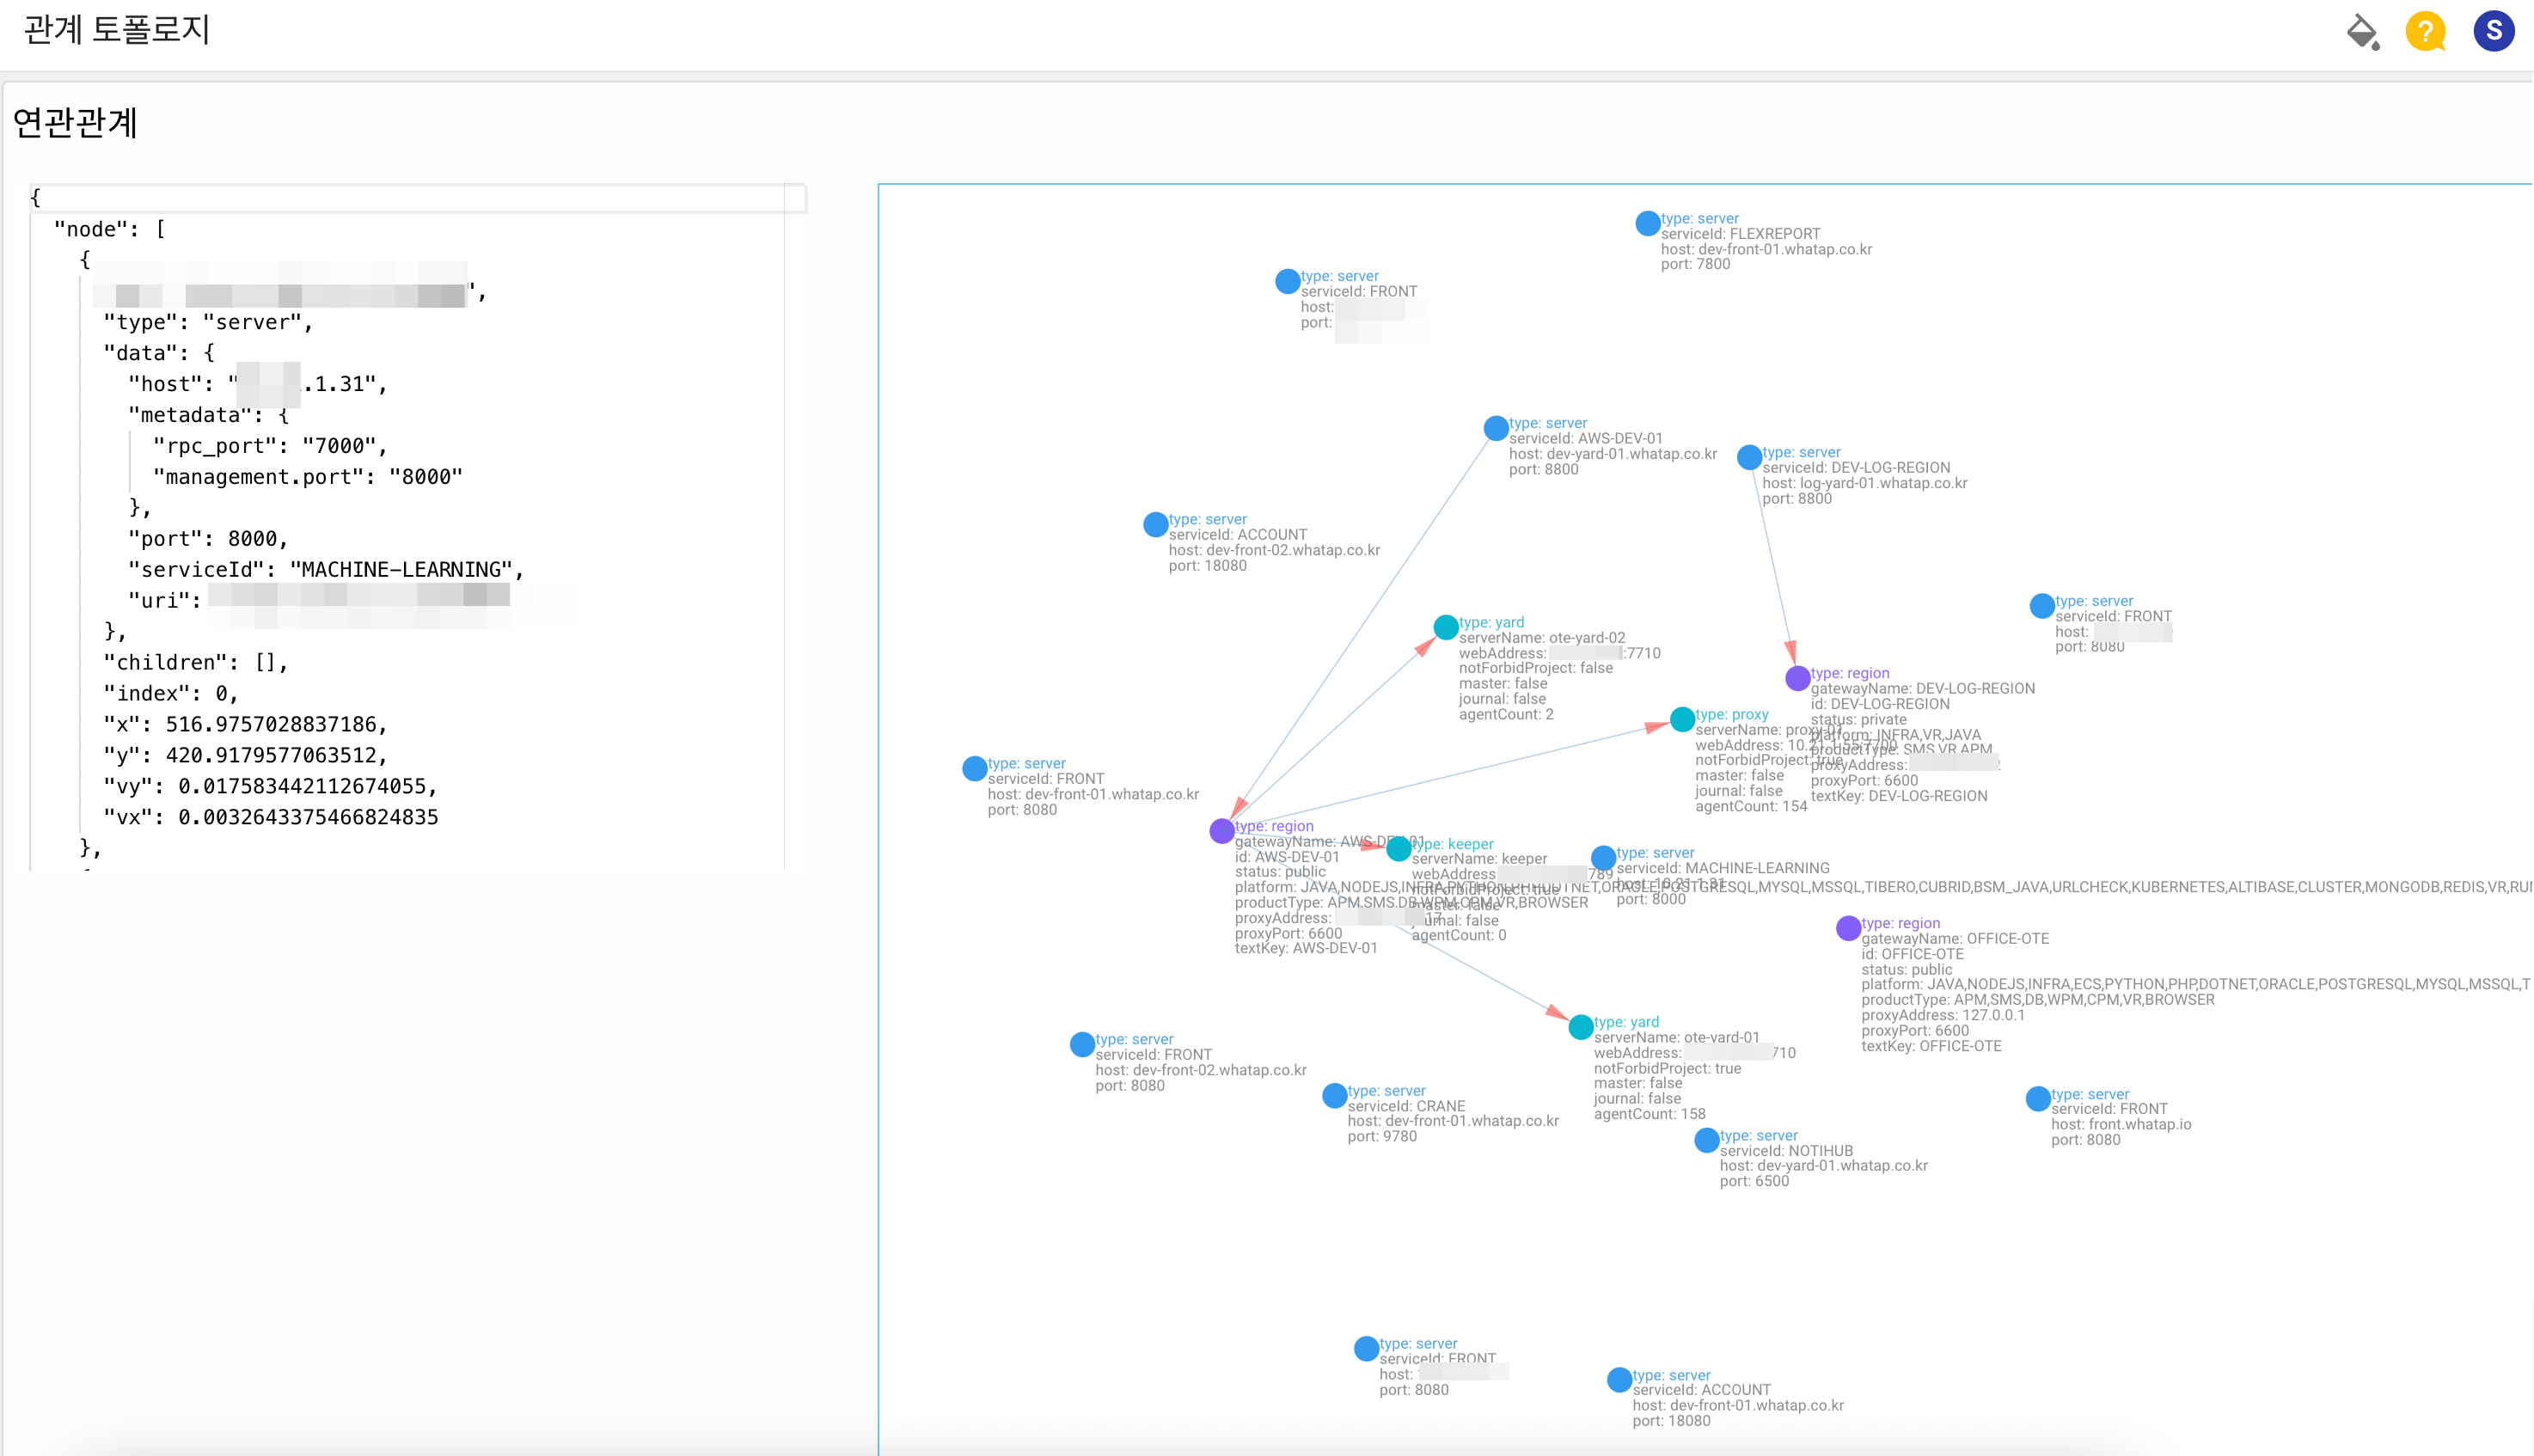 관계 토폴로지
?
S
연관관계
{
"node": [
{
",
"type": "server",
"data": {
"host": " .1.31",
"metadata": {
"rpc_port": "7000",
"management.port": "8000"
},
"port": 8000,
"serviceId": "MACHINE-LEARNING",
"uri":
},
"children": [],
"index": 0,
"x": 516.9757028837186,
"y": 420.9179577063512,
"vy": 0.017583442112674055,
"vx": 0.0032643375466824835
},
type: server
serviceId: FLEXREPORT
host: dev-front-01.whatap.co.kr
port: 7800
type: server
serviceId: FRONT
host:
port:
type: server
serviceId: AWS-DEV-01
host: dev-yard-01.whatap.co.kr
port: 8800
type: server
serviceId: DEV-LOG-REGION
host: log-yard-01.whatap.co.kr
port: 8800
type: server
serviceId: ACCOUNT
host: dev-front-02.whatap.co.kr
port: 18080
type: server
serviceId: FRONT
host:
port: 8080
type: yard
serverName: ote-yard-02
webAddress: :7710
notForbidProject: false
master: false
journal: false
agentCount: 2
type: region
gatewayName: DEV-LOG-REGION
id: DEV-LOG-REGION
status: private
platform: INFRA,VR,JAVA
productType: SMS,VR,APM
proxyAddress:
proxyPort: 6600
textKey: DEV-LOG-REGION
type: proxy
serverName: proxy-01
webAddress: 10.21.1.55:7700
notForbidProject: true
master: false
journal: false
agentCount: 154
type: server
serviceId: FRONT
host: dev-front-01.whatap.co.kr
port: 8080
type: region
gatewayName: AWS-DEV-01
id: AWS-DEV-01
status: public
platform: JAVA,NODEJS,INFRA,PYTHON,PHP,DOTNET,ORACLE,POSTGRESQL,MYSQL,MSSQL,TIBERO,CUBRID,BSM_JAVA,URLCHECK,KUBERNETES,ALTIBASE,CLUSTER,MONGODB,REDIS,VR,RUM
productType: APM,SMS,DB,WPM,CPM,VR,BROWSER
proxyAddress: 17
proxyPort: 6600
textKey: AWS-DEV-01
type: keeper
serverName: keeper
webAddress 789
notForbidProject: true
master: false
journal: false
agentCount: 0
type: server
serviceId: MACHINE-LEARNING
host: 10.21.1.31
port: 8000
type: region
gatewayName: OFFICE-OTE
id: OFFICE-OTE
status: public
platform: JAVA,NODEJS,INFRA,ECS,PYTHON,PHP,DOTNET,ORACLE,POSTGRESQL,MYSQL,MSSQL,T
productType: APM,SMS,DB,WPM,CPM,VR,BROWSER
proxyAddress: 127.0.0.1
proxyPort: 6600
textKey: OFFICE-OTE
type: yard
serverName: ote-yard-01
webAddress: 710
notForbidProject: true
master: false
journal: false
agentCount: 158
type: server
serviceId: FRONT
host: dev-front-02.whatap.co.kr
port: 8080
type: server
serviceId: CRANE
host: dev-front-01.whatap.co.kr
port: 9780
type: server
serviceId: FRONT
host: front.whatap.io
port: 8080
type: server
serviceId: NOTIHUB
host: dev-yard-01.whatap.co.kr
port: 6500
type: server
serviceId: FRONT
host:
port: 8080
type: server
serviceId: ACCOUNT
host: dev-front-01.whatap.co.kr
port: 18080